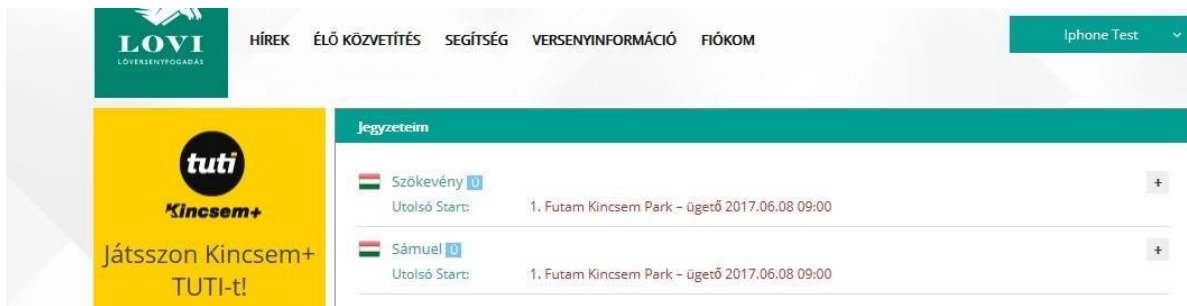 LOVI
LÓVERSENYFOGADÁS
HÍREK ÉLŐ KÖZVETÍTÉS SEGÍTSÉG VERSENYINFORMÁCIÓ FIÓKOM
Iphone Test
tuti
Kincsem+
Játsszon Kincsem+
TUTI-t!
Jegyzeteim
Szökevény Ü
Utolsó Start: 1. Futam Kincsem Park – ügető 2017.06.08 09:00
+
Sámuel Ü
Utolsó Start: 1. Futam Kincsem Park – ügető 2017.06.08 09:00
+